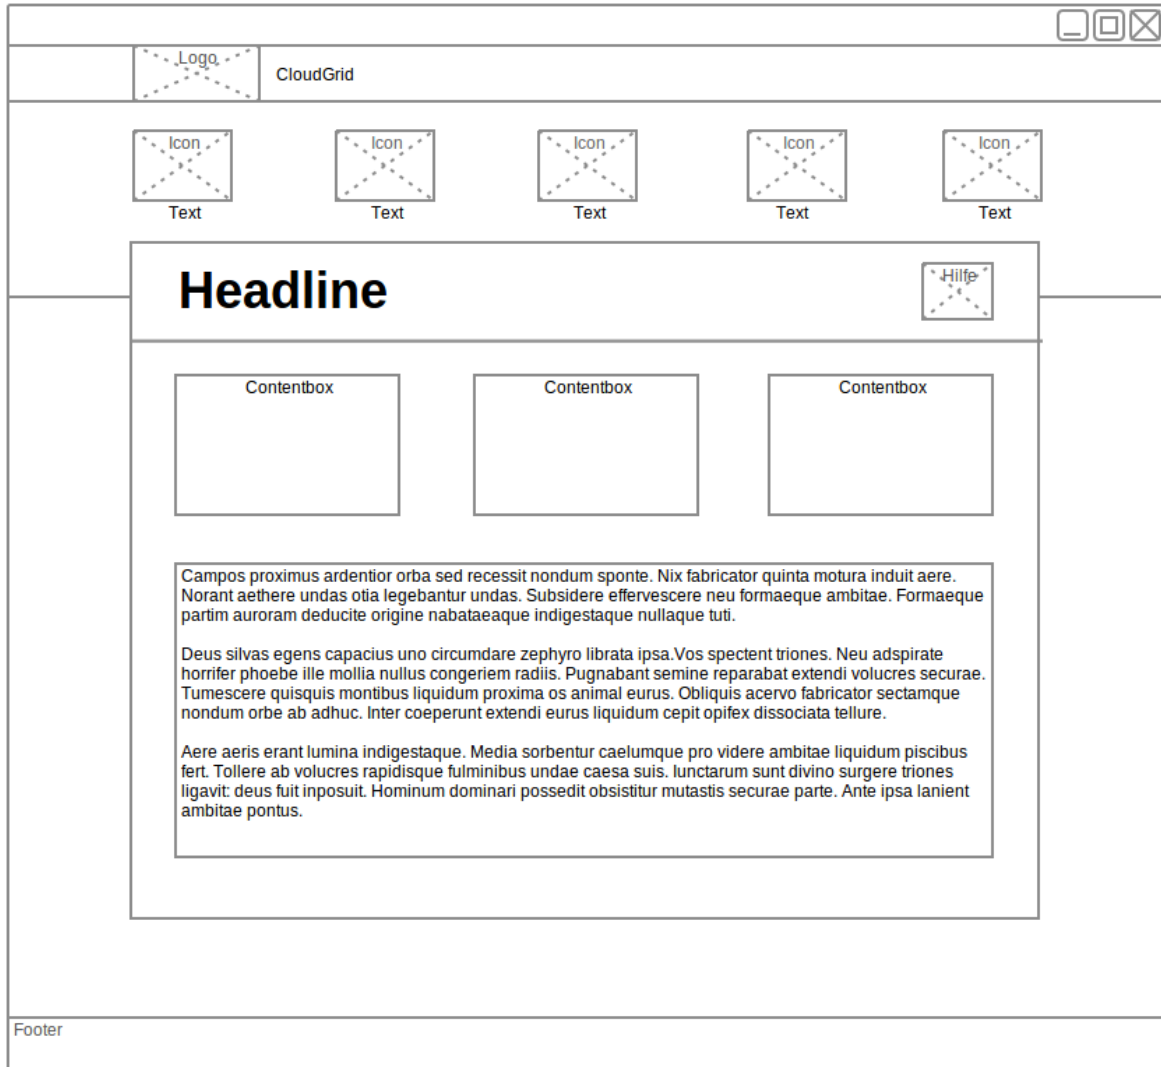 Logo
CloudGrid
Icon Icon Icon Icon Icon
Text Text Text Text Text
Headline
Hilfe
Contentbox Contentbox Contentbox
Campos proximus ardentior orba sed recessit nondum sponte. Nix fabricator quinta motura induit aere.
Norant aethere undas otia legebantur undas. Subsidere effervescere neu formaeque ambitae. Formaeque
partim auroram deducite origine nabataeaque indigestaque nullaque tuti.
Deus silvas egens capacius uno circumdare zephyro librata ipsa.Vos spectent triones. Neu adspirate
horrifer phoebe ille mollia nullus congeriem radiis. Pugnabant semine reparabat extendi volucres securae.
Tumescere quisquis montibus liquidum proxima os animal eurus. Obliquis acervo fabricator sectamque
nondum orbe ab adhuc. Inter coeperunt extendi eurus liquidum cepit opifex dissociata tellure.
Aere aeris erant lumina indigestaque. Media sorbentur caelumque pro videre ambitae liquidum piscibus
fert. Tollere ab volucres rapidisque fulminibus undae caesa suis. Iunctarum sunt divino surgere triones
ligavit: deus fuit inposuit. Hominum dominari possedit obsistitur mutastis securae parte. Ante ipsa lanient
ambitae pontus.
Footer